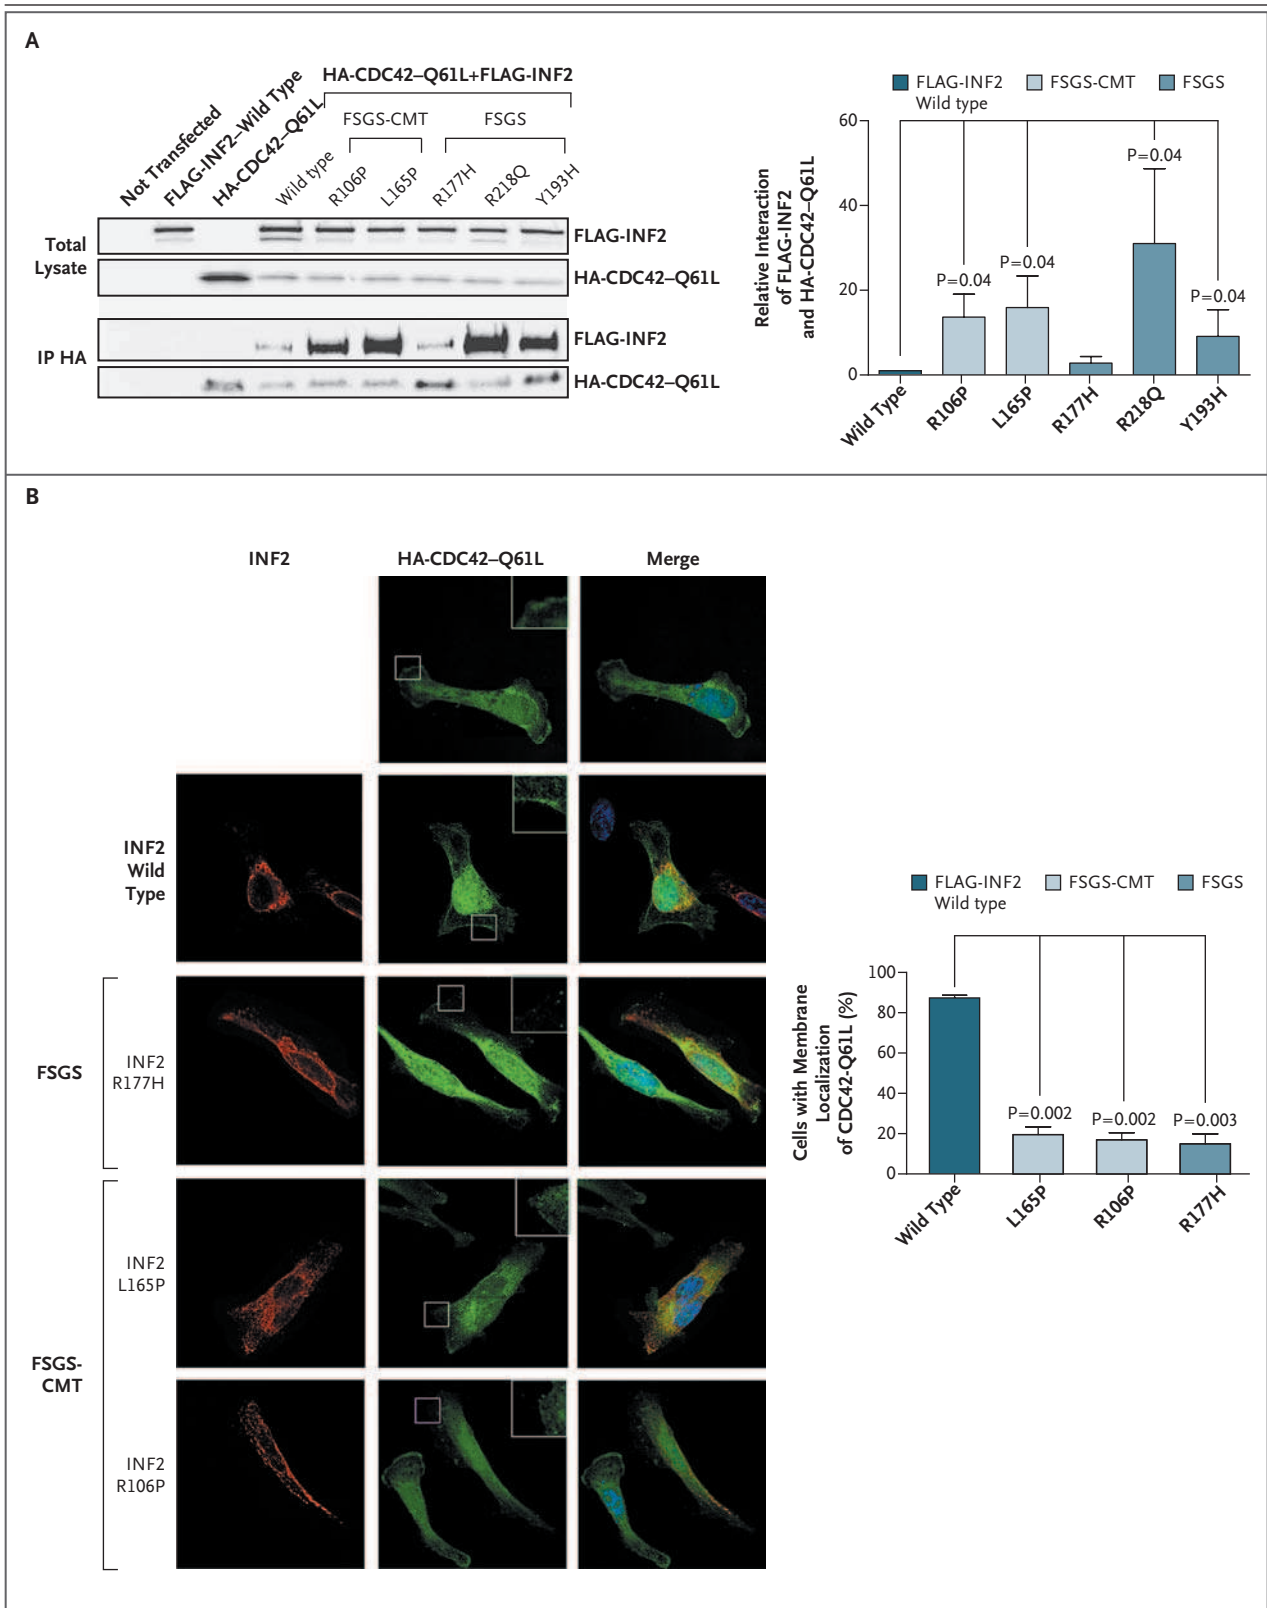 A
Not Transfected
FLAG-INF2–Wild Type
HA-CDC42–Q61L
HA-CDC42–Q61L+FLAG-INF2
FSGS-CMT
FSGS
Wild type
R106P
L165P
R177H
R218Q
Y193H
Total
Lysate
FLAG-INF2
HA-CDC42–Q61L
IP HA
FLAG-INF2
HA-CDC42–Q61L
FLAG-INF2
Wild type
FSGS-CMT
FSGS
Relative Interaction
of FLAG-INF2
and HA-CDC42–Q61L
60
40
20
0
P=0.04
P=0.04
P=0.04
P=0.04
Wild Type
R106P
L165P
R177H
R218Q
Y193H
B
INF2
HA-CDC42–Q61L
Merge
INF2
Wild
Type
FSGS
INF2
R177H
FSGS-
CMT
INF2
L165P
INF2
R106P
FLAG-INF2
Wild type
FSGS-CMT
FSGS
Cells with Membrane
Localization
of CDC42-Q61L (%)
100
80
60
40
20
0
P=0.002
P=0.002
P=0.003
Wild Type
L165P
R106P
R177H